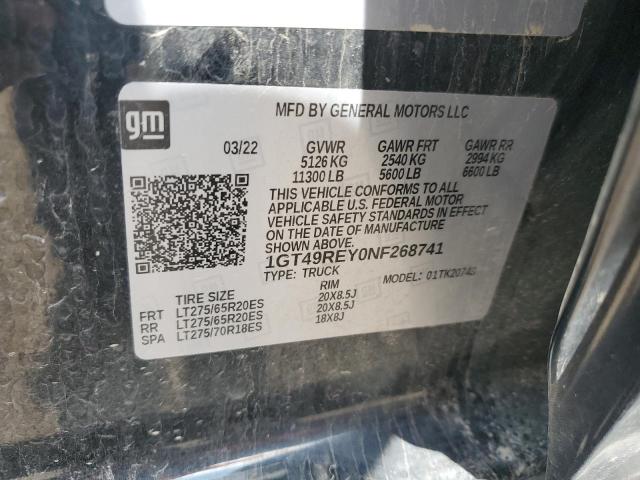 gm
MFD BY GENERAL MOTORS LLC
03/22 GVWR GAWR FRT GAWR RR
5126 KG 2540 KG 2994 KG
11300 LB 5600 LB 6600 LB
THIS VEHICLE CONFORMS TO ALL
APPLICABLE U.S. FEDERAL MOTOR
VEHICLE SAFETY STANDARDS IN EFFECT
ON THE DATE OF MANUFACTURE
SHOWN ABOVE.
1GT49REY0NF268741
TYPE: TRUCK MODEL: 01TK20743
TIRE SIZE RIM
FRT LT275/65R20ES 20X8.5J
RR LT275/65R20ES 20X8.5J
SPA LT275/70R18ES 18X8J